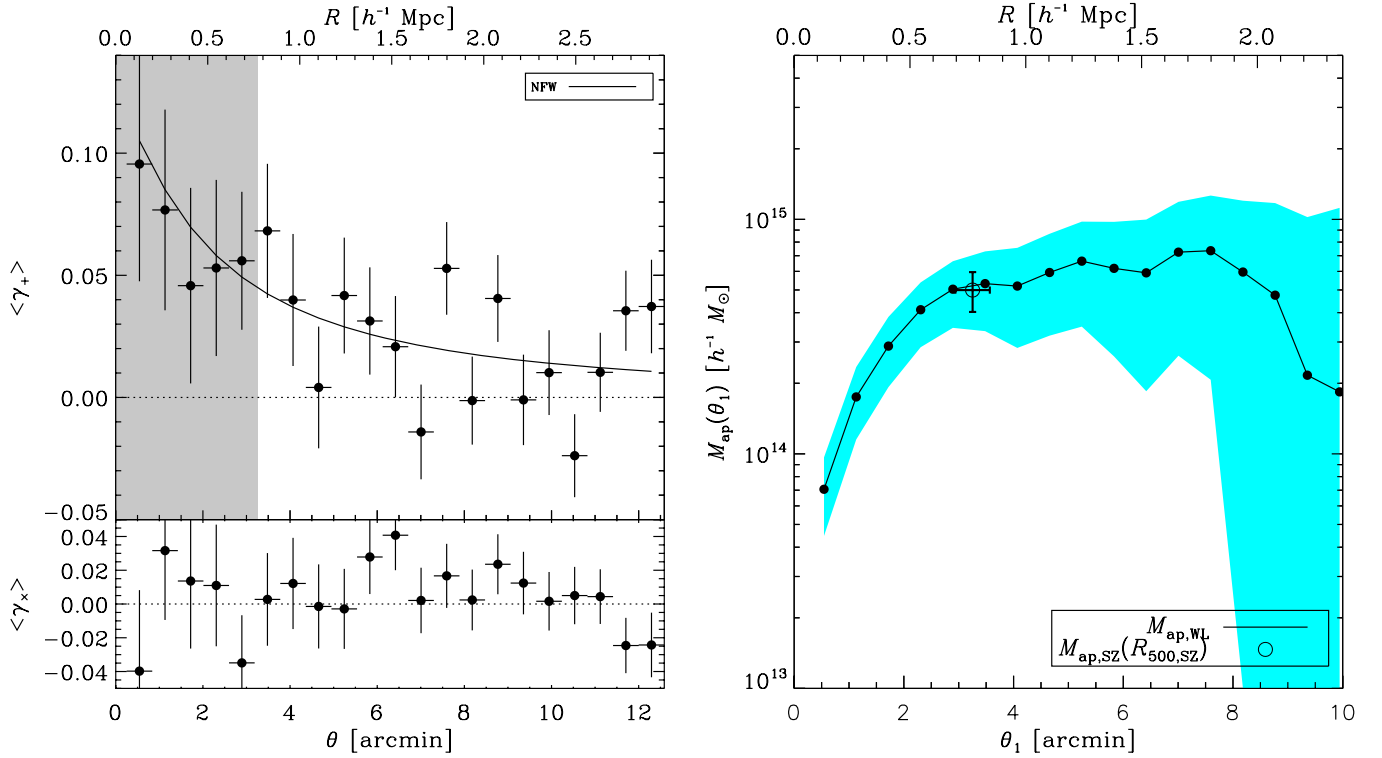 R [h⁻¹ Mpc]
0.0 0.5 1.0 1.5 2.0 2.5
NFW
<γ₊>
0.10
0.05
0.00
−0.05
<γₓ>
0.04
0.02
0.00
−0.02
−0.04
0 2 4 6 8 10 12
θ [arcmin]
R [h⁻¹ Mpc]
0.0 0.5 1.0 1.5 2.0
M_ap(θ₁) [h⁻¹ M_⊙]
10¹⁵
10¹⁴
10¹³
M_ap,WL
M_ap,SZ(R_500,SZ)
0 2 4 6 8 10
θ₁ [arcmin]